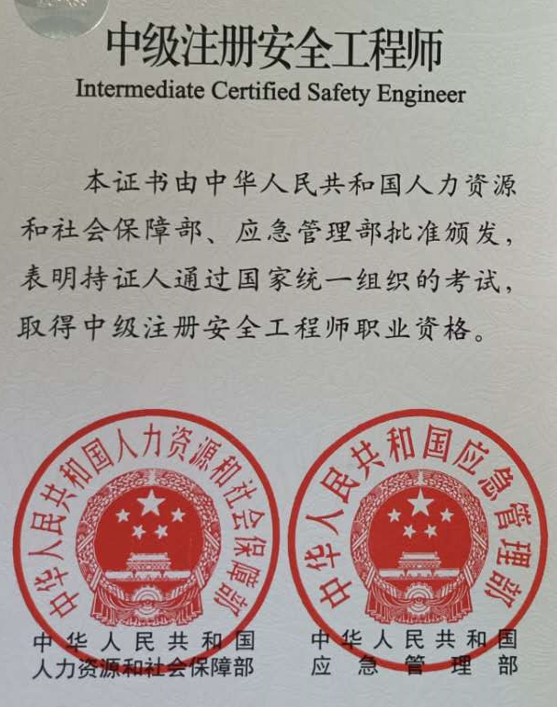 中级注册安全工程师
Intermediate Certified Safety Engineer
本证书由中华人民共和国人力资源
和社会保障部、应急管理部批准颁发，
表明持证人通过国家统一组织的考试，
取得中级注册安全工程师职业资格。
中华人民共和国人力资源和社会保障部
中华人民共和国应急管理部
中华人民共和国
人力资源和社会保障部
中华人民共和国
应急管理部